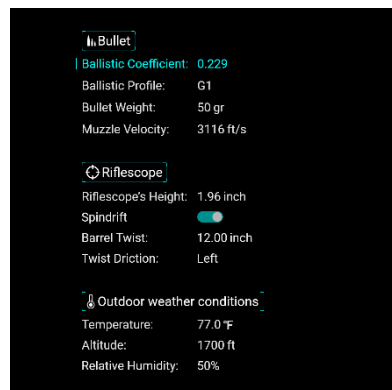 Bullet
Ballistic Coefficient: 0.229
Ballistic Profile: G1
Bullet Weight: 50 gr
Muzzle Velocity: 3116 ft/s
Riflescope
Riflescope's Height: 1.96 inch
Spindrift
Barrel Twist: 12.00 inch
Twist Driction: Left
Outdoor weather conditions
Temperature: 77.0 °F
Altitude: 1700 ft
Relative Humidity: 50%